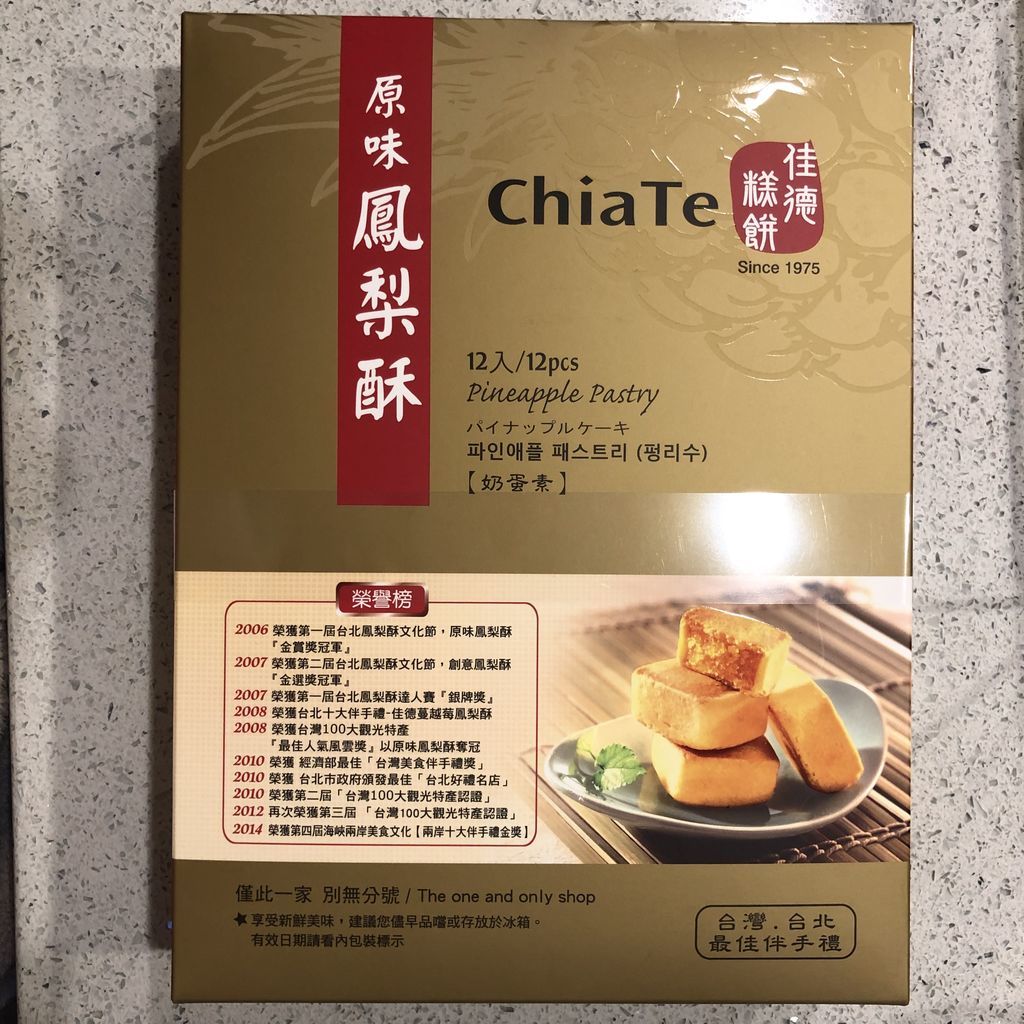 原味鳳梨酥
ChiaTe
佳德
糕餅
Since 1975
12入/12pcs
Pineapple Pastry
パイナップルケーキ
파인애플 패스트리 (펑리수)
【奶蛋素】
榮譽榜
2006 榮獲第一屆台北鳳梨酥文化節，原味鳳梨酥
『金賞獎冠軍』
2007 榮獲第二屆台北鳳梨酥文化節，創意鳳梨酥
『金選獎冠軍』
2007 榮獲第一屆台北鳳梨酥達人賽『銀牌獎』
2008 榮獲台北十大伴手禮-佳德蔓越莓鳳梨酥
2008 榮獲台灣100大觀光特產
『最佳人氣風雲獎』以原味鳳梨酥奪冠
2010 榮獲 經濟部最佳「台灣美食伴手禮獎」
2010 榮獲 台北市政府頒發最佳「台北好禮名店」
2010 榮獲第二屆「台灣100大觀光特產認證」
2012 再次榮獲第三屆「台灣100大觀光特產認證」
2014 榮獲第四屆海峽兩岸美食文化【兩岸十大伴手禮金獎】
僅此一家 別無分號 / The one and only shop
★享受新鮮美味，建議您儘早品嚐或存放於冰箱。
有效日期請看內包裝標示
台灣.台北
最佳伴手禮